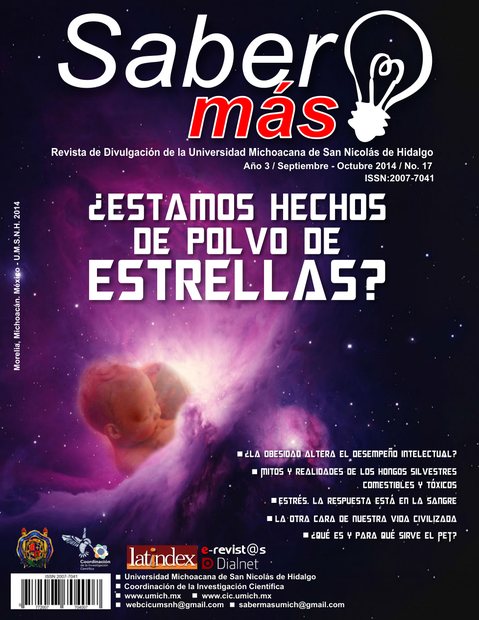 Saber
más
Revista de Divulgación de la Universidad Michoacana de San Nicolás de Hidalgo
Año 3 / Septiembre - Octubre 2014 / No. 17
ISSN:2007-7041
¿ESTAMOS HECHOS
DE POLVO DE
ESTRELLAS?
Morelia, Michoacán. México - U.M.S.N.H. 2014
¿LA OBESIDAD ALTERA EL DESEMPEÑO INTELECTUAL?
MITOS Y REALIDADES DE LOS HONGOS SILVESTRES
COMESTIBLES Y TÓXICOS
ESTRÉS, LA RESPUESTA ESTÁ EN LA SANGRE
LA OTRA CARA DE NUESTRA VIDA CIVILIZADA
¿QUÉ ES Y PARA QUÉ SIRVE EL PET?
Coordinación
de la Investigación
Científica
latindex
e-revist@s
Dialnet
ISSN 2007-7041
Universidad Michoacana de San Nicolás de Hidalgo
Coordinación de la Investigación Científica
www.umich.mx www.cic.umich.mx
webcicumsnh@gmail.com sabermasumich@gmail.com